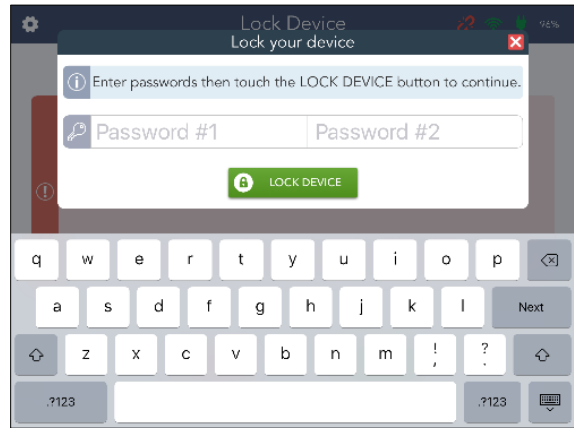 Lock Device
96%
Lock your device
Enter passwords then touch the LOCK DEVICE button to continue.
Password #1 Password #2
LOCK DEVICE
q w e r t y u i o p
a s d f g h j k l Next
z x c v b n m ! , ? .
.?123 .?123